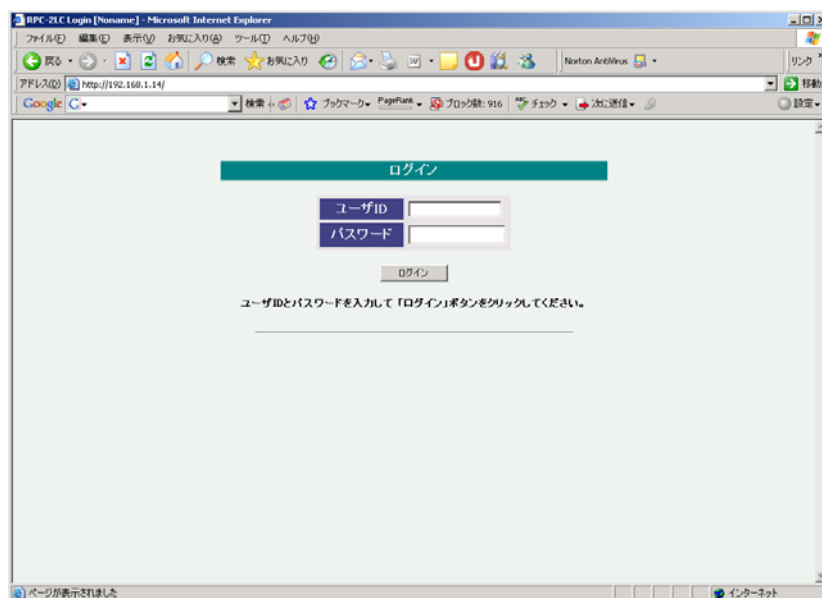 RPC-2LC Login [Noname] - Microsoft Internet Explorer
ファイル(F) 編集(E) 表示(V) お気に入り(A) ツール(T) ヘルプ(H)
戻る 検索 お気に入り Norton AntiVirus リンク
アドレス(D) http://192.168.1.14/ 移動
Google 検索 ブックマーク PageRank ブロック数: 916 チェック 次に送信 設定
ログイン
ユーザID
パスワード
ログイン
ユーザIDとパスワードを入力して「ログイン」ボタンをクリックしてください。
ページが表示されました インターネット